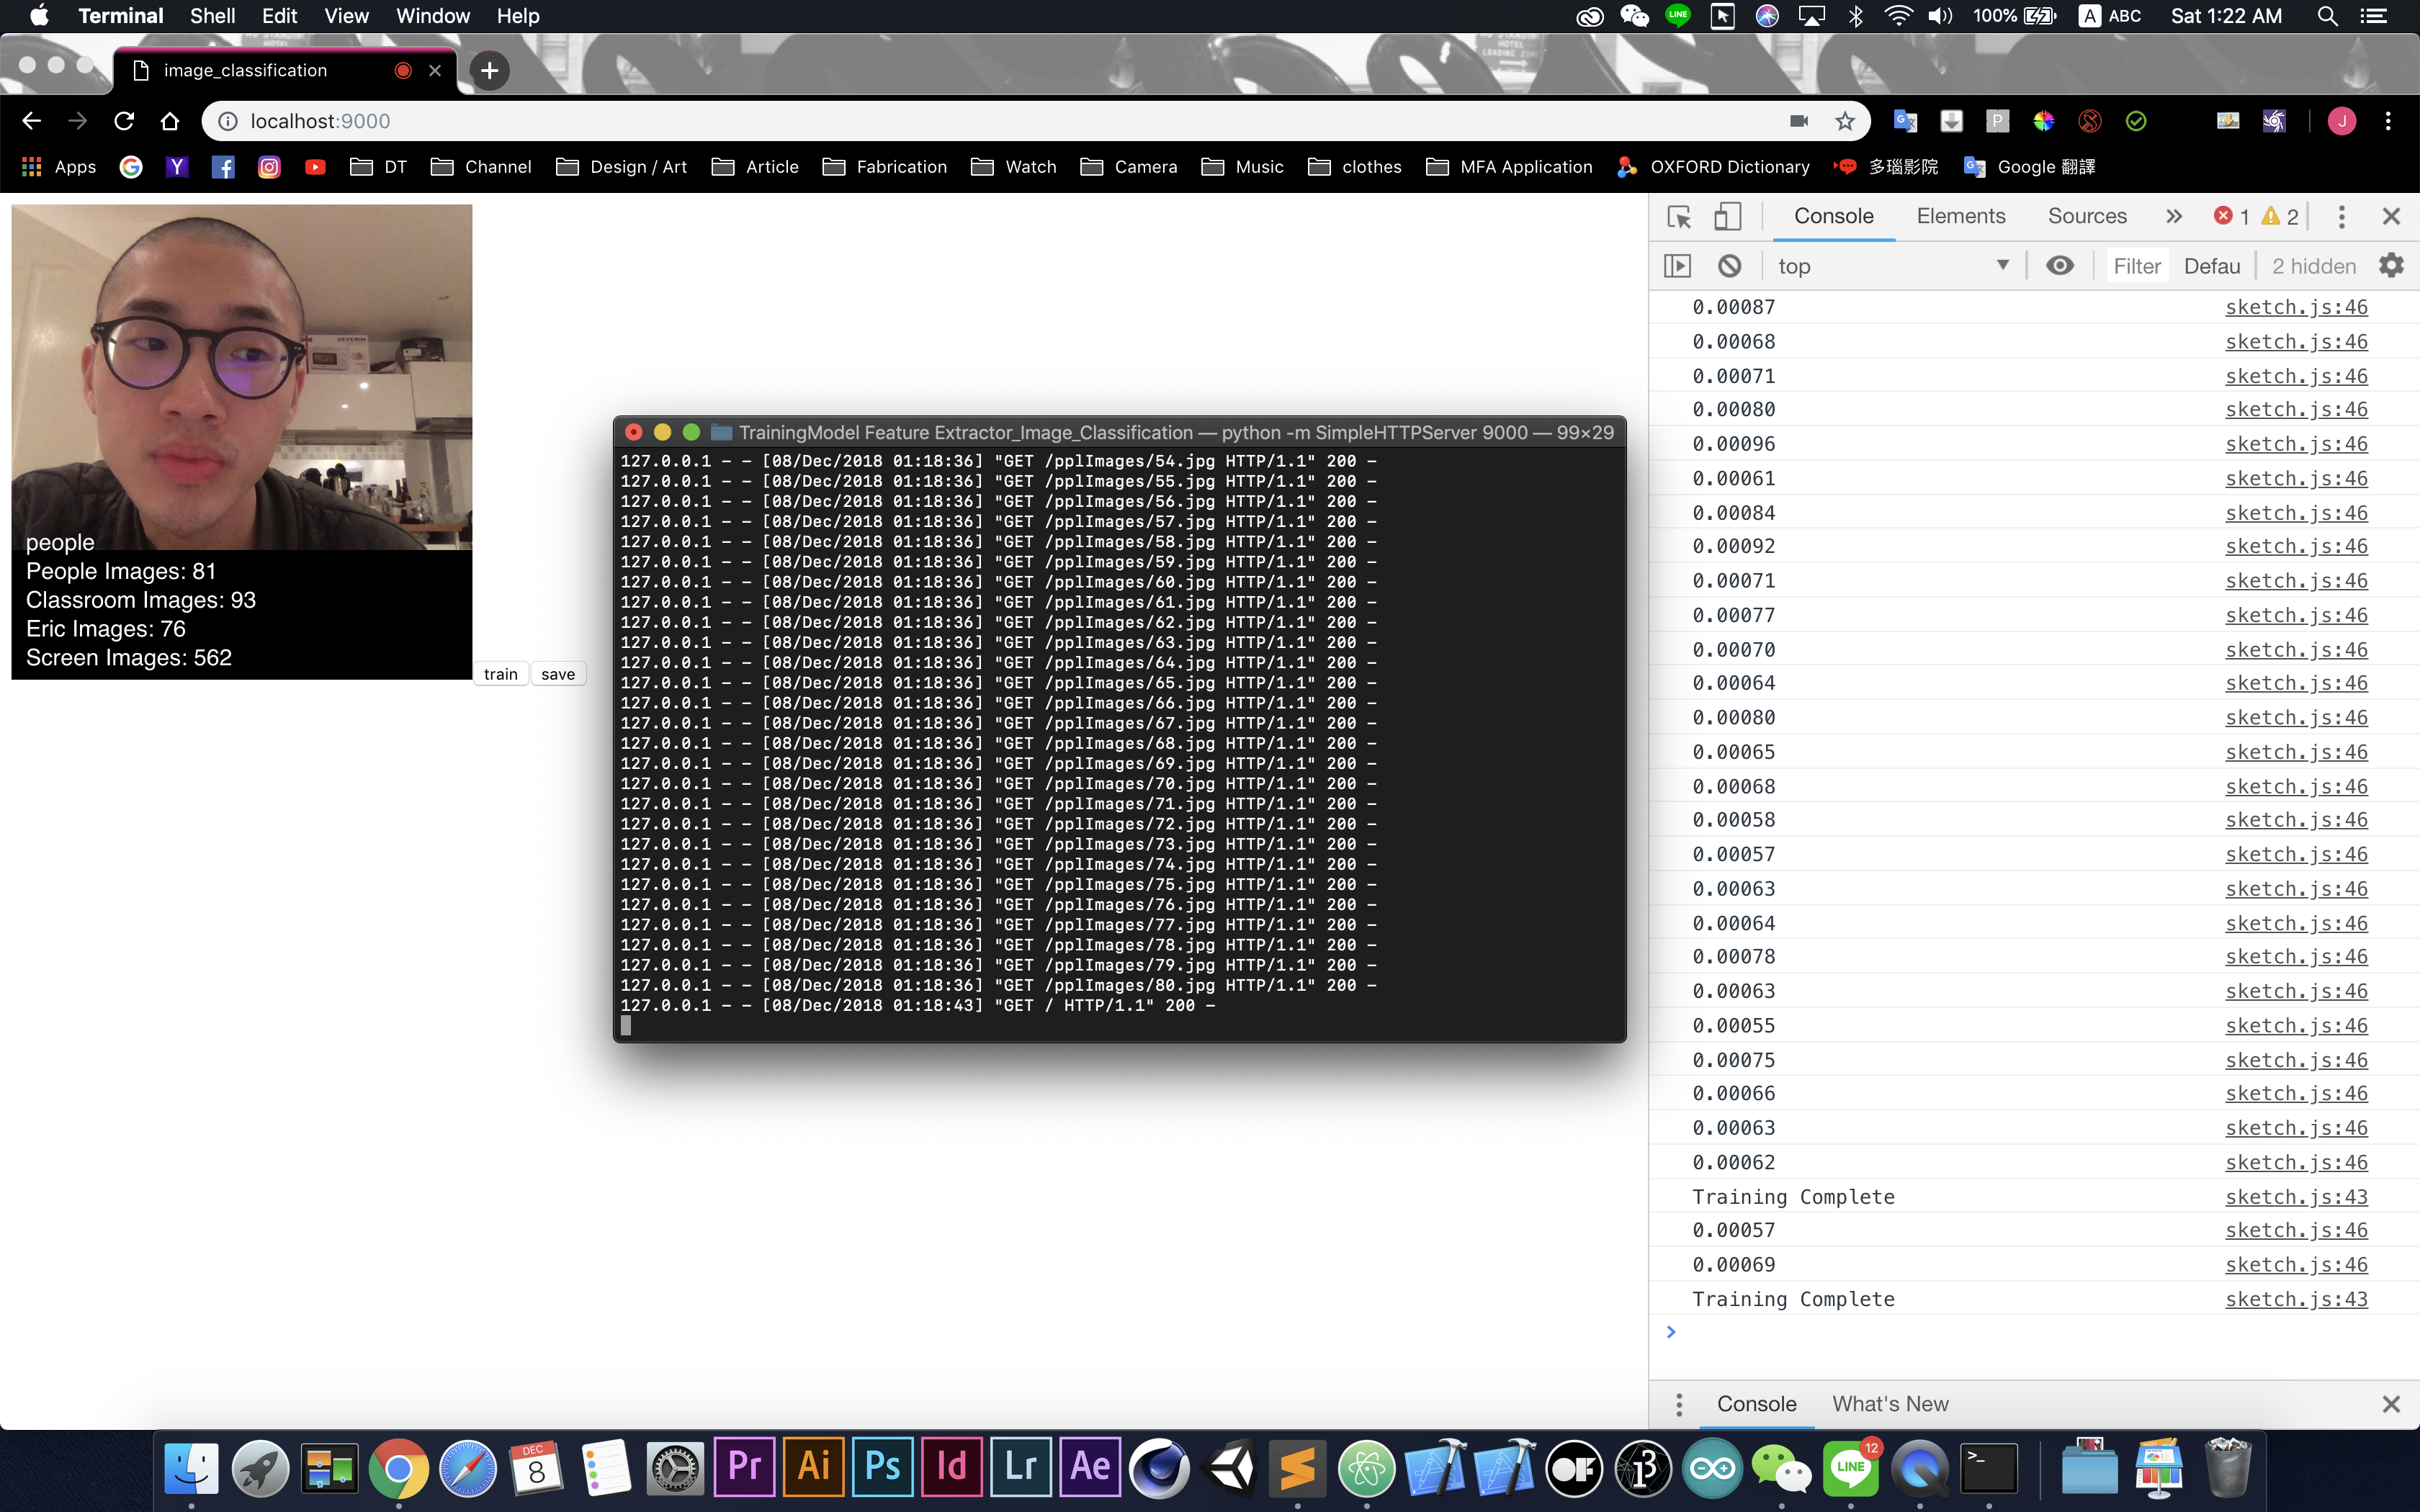 Terminal Shell Edit View Window Help 100% A ABC Sat 1:22 AM
image_classification
localhost:9000
Apps DT Channel Design / Art Article Fabrication Watch Camera Music clothes MFA Application OXFORD Dictionary 多瑙影院 Google 翻譯
people
People Images: 81
Classroom Images: 93
Eric Images: 76
Screen Images: 562
train save
TrainingModel Feature Extractor_Image_Classification — python -m SimpleHTTPServer 9000 — 99×29
127.0.0.1 - - [08/Dec/2018 01:18:36] "GET /pplImages/54.jpg HTTP/1.1" 200 -
127.0.0.1 - - [08/Dec/2018 01:18:36] "GET /pplImages/55.jpg HTTP/1.1" 200 -
127.0.0.1 - - [08/Dec/2018 01:18:36] "GET /pplImages/56.jpg HTTP/1.1" 200 -
127.0.0.1 - - [08/Dec/2018 01:18:36] "GET /pplImages/57.jpg HTTP/1.1" 200 -
127.0.0.1 - - [08/Dec/2018 01:18:36] "GET /pplImages/58.jpg HTTP/1.1" 200 -
127.0.0.1 - - [08/Dec/2018 01:18:36] "GET /pplImages/59.jpg HTTP/1.1" 200 -
127.0.0.1 - - [08/Dec/2018 01:18:36] "GET /pplImages/60.jpg HTTP/1.1" 200 -
127.0.0.1 - - [08/Dec/2018 01:18:36] "GET /pplImages/61.jpg HTTP/1.1" 200 -
127.0.0.1 - - [08/Dec/2018 01:18:36] "GET /pplImages/62.jpg HTTP/1.1" 200 -
127.0.0.1 - - [08/Dec/2018 01:18:36] "GET /pplImages/63.jpg HTTP/1.1" 200 -
127.0.0.1 - - [08/Dec/2018 01:18:36] "GET /pplImages/64.jpg HTTP/1.1" 200 -
127.0.0.1 - - [08/Dec/2018 01:18:36] "GET /pplImages/65.jpg HTTP/1.1" 200 -
127.0.0.1 - - [08/Dec/2018 01:18:36] "GET /pplImages/66.jpg HTTP/1.1" 200 -
127.0.0.1 - - [08/Dec/2018 01:18:36] "GET /pplImages/67.jpg HTTP/1.1" 200 -
127.0.0.1 - - [08/Dec/2018 01:18:36] "GET /pplImages/68.jpg HTTP/1.1" 200 -
127.0.0.1 - - [08/Dec/2018 01:18:36] "GET /pplImages/69.jpg HTTP/1.1" 200 -
127.0.0.1 - - [08/Dec/2018 01:18:36] "GET /pplImages/70.jpg HTTP/1.1" 200 -
127.0.0.1 - - [08/Dec/2018 01:18:36] "GET /pplImages/71.jpg HTTP/1.1" 200 -
127.0.0.1 - - [08/Dec/2018 01:18:36] "GET /pplImages/72.jpg HTTP/1.1" 200 -
127.0.0.1 - - [08/Dec/2018 01:18:36] "GET /pplImages/73.jpg HTTP/1.1" 200 -
127.0.0.1 - - [08/Dec/2018 01:18:36] "GET /pplImages/74.jpg HTTP/1.1" 200 -
127.0.0.1 - - [08/Dec/2018 01:18:36] "GET /pplImages/75.jpg HTTP/1.1" 200 -
127.0.0.1 - - [08/Dec/2018 01:18:36] "GET /pplImages/76.jpg HTTP/1.1" 200 -
127.0.0.1 - - [08/Dec/2018 01:18:36] "GET /pplImages/77.jpg HTTP/1.1" 200 -
127.0.0.1 - - [08/Dec/2018 01:18:36] "GET /pplImages/78.jpg HTTP/1.1" 200 -
127.0.0.1 - - [08/Dec/2018 01:18:36] "GET /pplImages/79.jpg HTTP/1.1" 200 -
127.0.0.1 - - [08/Dec/2018 01:18:36] "GET /pplImages/80.jpg HTTP/1.1" 200 -
127.0.0.1 - - [08/Dec/2018 01:18:43] "GET / HTTP/1.1" 200 -
Console Elements Sources » 1 2
top Filter Defau 2 hidden
0.00087 sketch.js:46
0.00068 sketch.js:46
0.00071 sketch.js:46
0.00080 sketch.js:46
0.00096 sketch.js:46
0.00061 sketch.js:46
0.00084 sketch.js:46
0.00092 sketch.js:46
0.00071 sketch.js:46
0.00077 sketch.js:46
0.00070 sketch.js:46
0.00064 sketch.js:46
0.00080 sketch.js:46
0.00065 sketch.js:46
0.00068 sketch.js:46
0.00058 sketch.js:46
0.00057 sketch.js:46
0.00063 sketch.js:46
0.00064 sketch.js:46
0.00078 sketch.js:46
0.00063 sketch.js:46
0.00055 sketch.js:46
0.00075 sketch.js:46
0.00066 sketch.js:46
0.00063 sketch.js:46
0.00062 sketch.js:46
Training Complete sketch.js:43
0.00057 sketch.js:46
0.00069 sketch.js:46
Training Complete sketch.js:43
Console What's New
DEC 8 Pr Ai Ps Id Lr Ae LINE 12